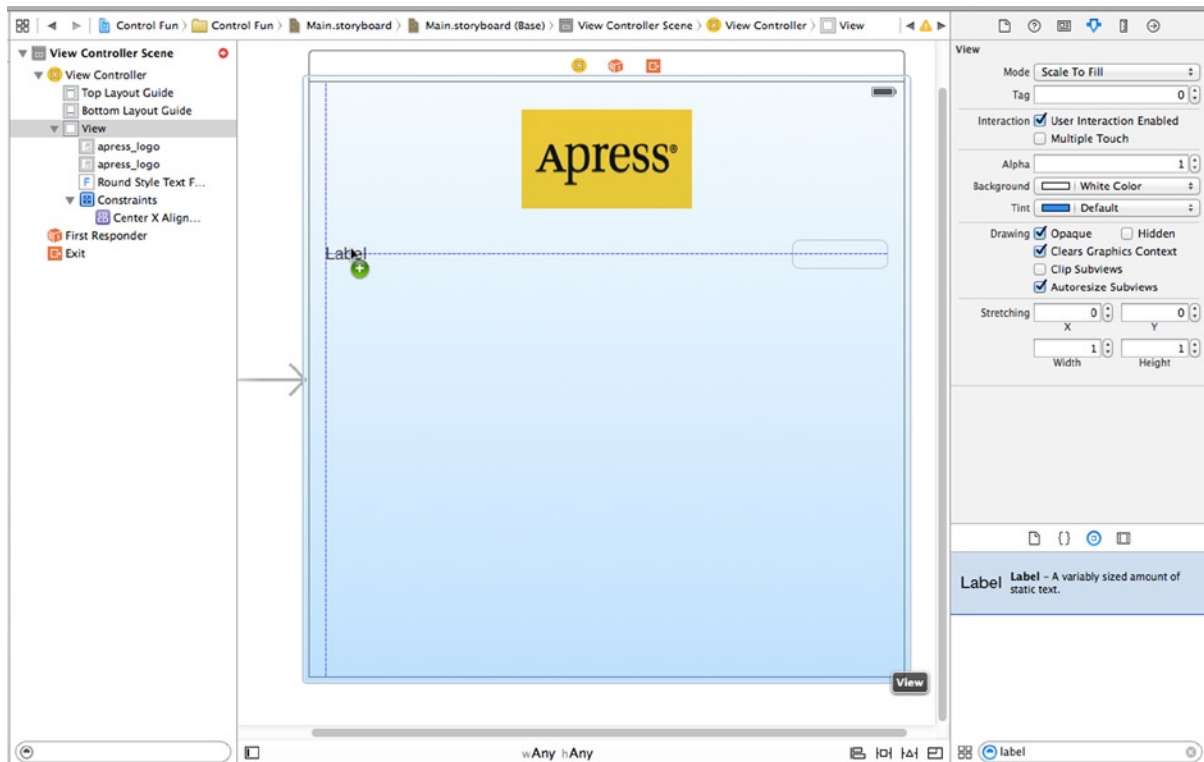 Control Fun Control Fun Main.storyboard Main.storyboard (Base) View Controller Scene View Controller View
View Controller Scene
View Controller
Top Layout Guide
Bottom Layout Guide
View
apress_logo
apress_logo
F Round Style Text F...
Constraints
Center X Align...
First Responder
Exit
Apress®
Label
View
wAny hAny
View
Mode Scale To Fill
Tag 0
Interaction User Interaction Enabled
Multiple Touch
Alpha 1
Background White Color
Tint Default
Drawing Opaque Hidden
Clears Graphics Context
Clip Subviews
Autoresize Subviews
Stretching 0 0
X Y
1 1
Width Height
{}
Label Label – A variably sized amount of
static text.
label